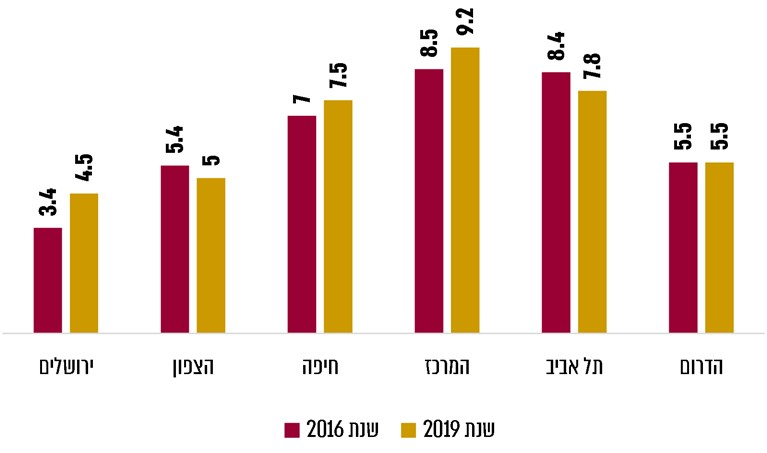 3.4 4.5 5.4 5 7 7.5 8.5 9.2 8.4 7.8 5.5 5.5
ירושלים הצפון חיפה המרכז תל אביב הדרום
שנת 2016 שנת 2019